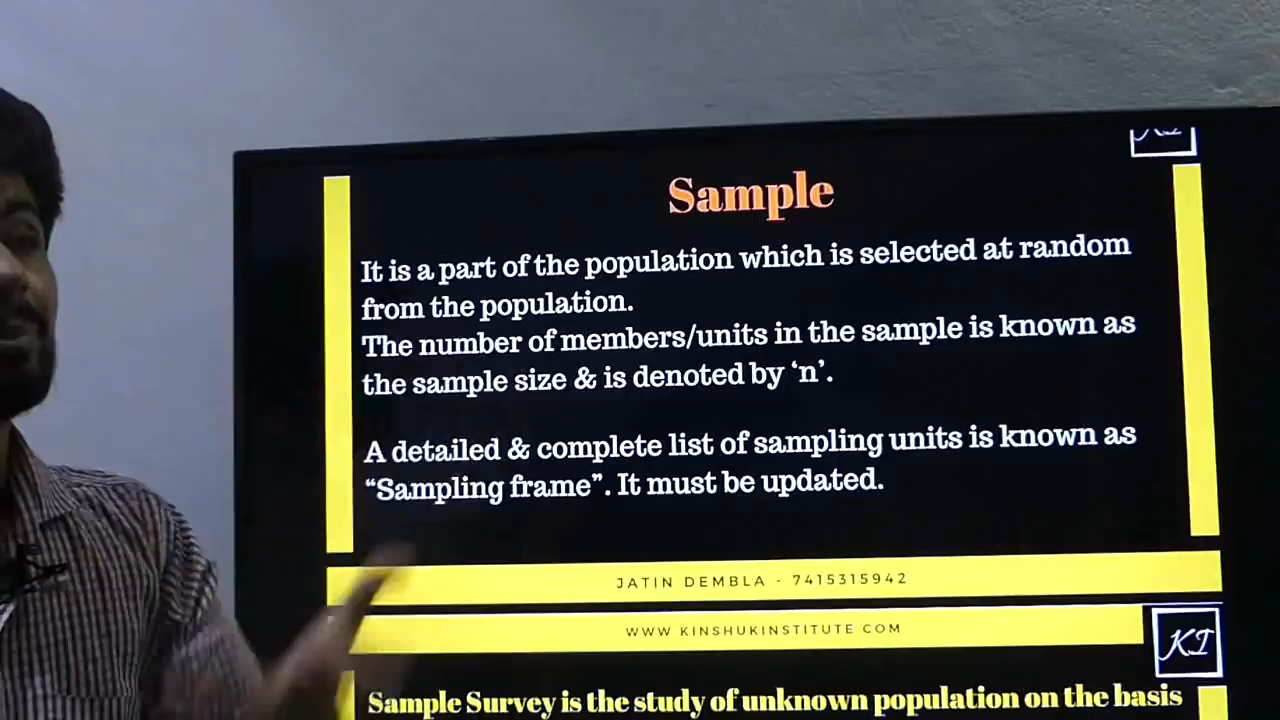 Sample
It is a part of the population which is selected at random
from the population.
The number of members/units in the sample is known as
the sample size & is denoted by ‘n’.
A detailed & complete list of sampling units is known as
“Sampling frame”. It must be updated.
JATIN DEMBLA - 7415315942
WWW KINSHUKINSTITUTE COM
KI
Sample Survey is the study of unknown population on the basis